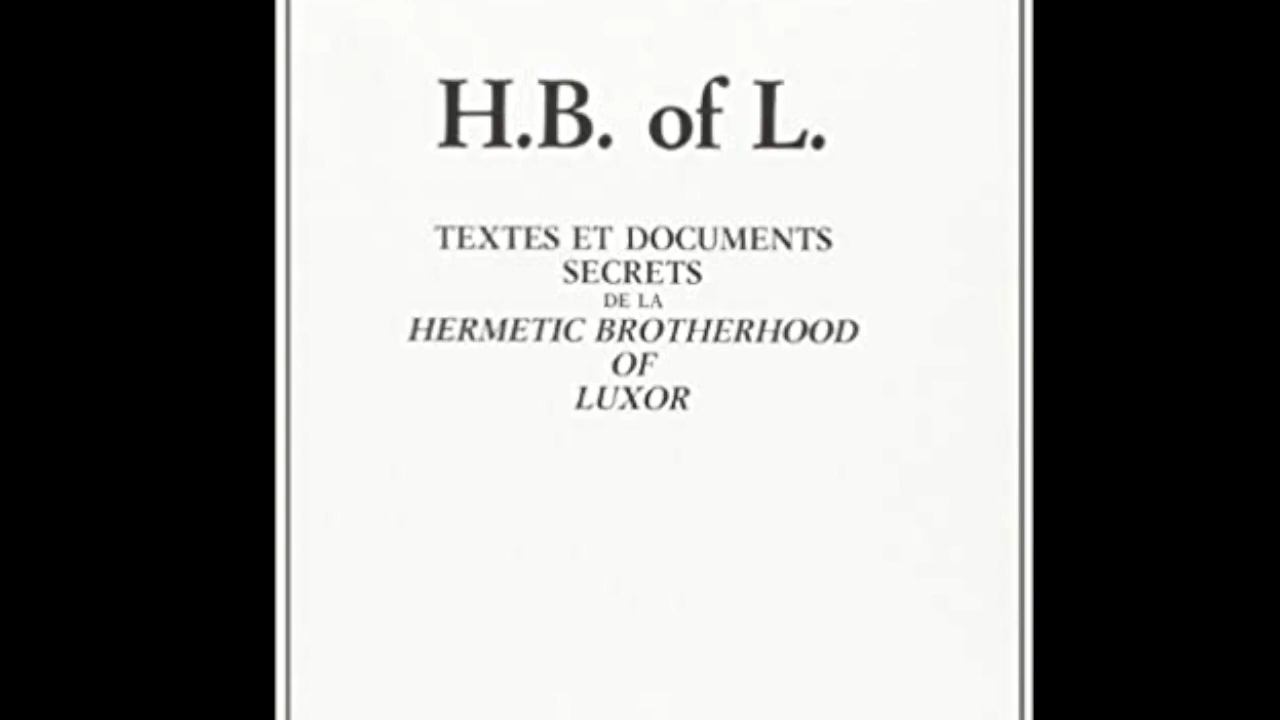 H.B. of L.
TEXTES ET DOCUMENTS
SECRETS
DE LA
HERMETIC BROTHERHOOD
OF
LUXOR